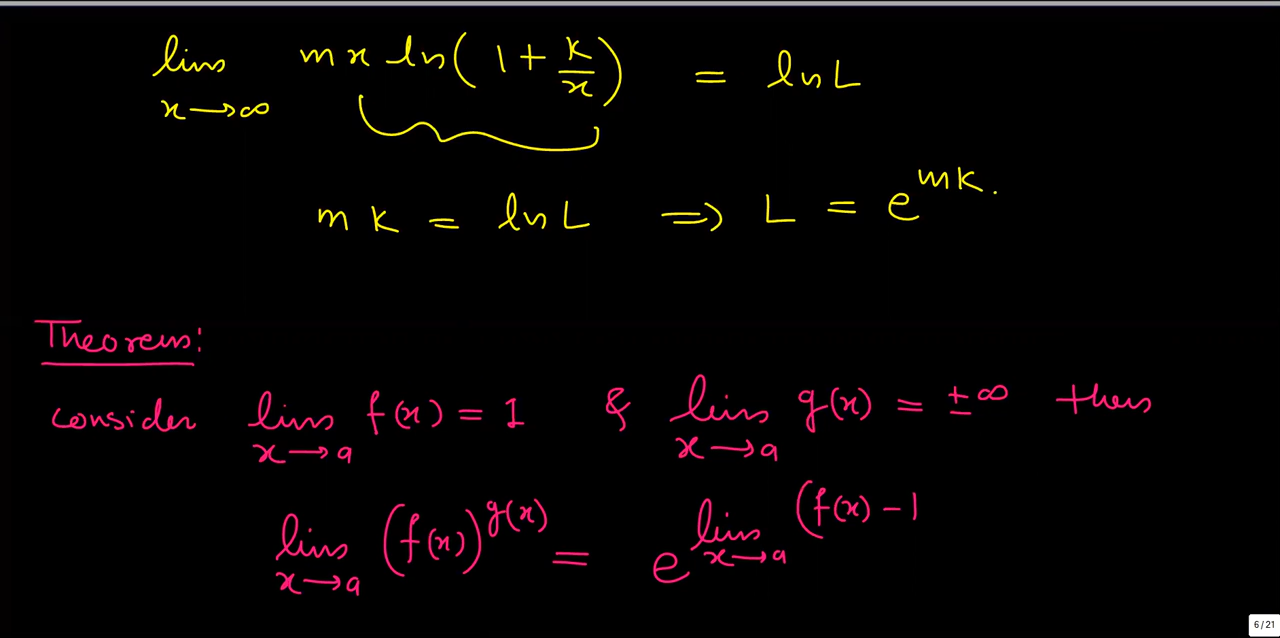 lim x→∞ mx ln(1 + k/x) = ln L
mk = ln L ⟹ L = e^{mk}.
Theorem:
consider lim x→a f(x) = 1 & lim x→a g(x) = ±∞ then
lim x→a (f(x))^{g(x)} = e^{lim x→a (f(x) - 1}
6 / 21